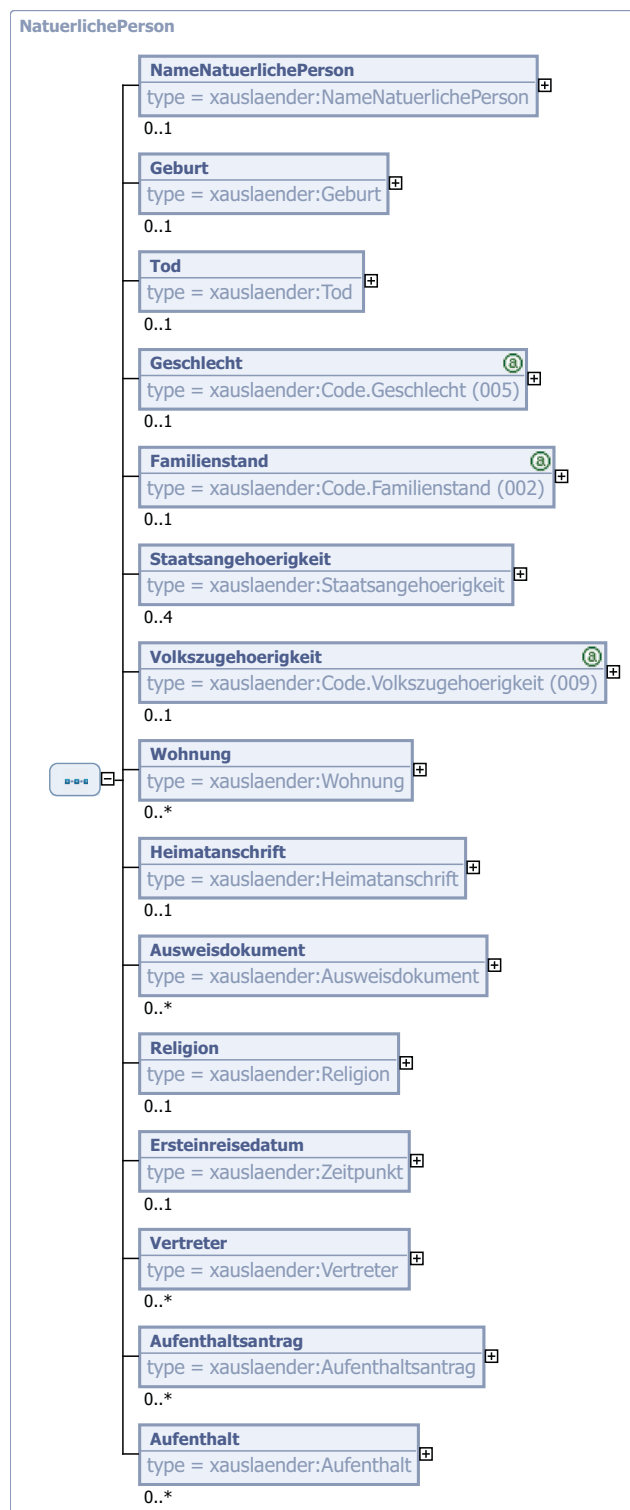 NatuerlichePerson
NameNatuerlichePerson
type = xauslaender:NameNatuerlichePerson
0..1
Geburt
type = xauslaender:Geburt
0..1
Tod
type = xauslaender:Tod
0..1
Geschlecht
a
type = xauslaender:Code.Geschlecht (005)
0..1
Familienstand
a
type = xauslaender:Code.Familienstand (002)
0..1
Staatsangehoerigkeit
type = xauslaender:Staatsangehoerigkeit
0..4
Volkszugehoerigkeit
a
type = xauslaender:Code.Volkszugehoerigkeit (009)
0..1
Wohnung
type = xauslaender:Wohnung
0..*
Heimatanschrift
type = xauslaender:Heimatanschrift
0..1
Ausweisdokument
type = xauslaender:Ausweisdokument
0..*
Religion
type = xauslaender:Religion
0..1
Ersteinreisedatum
type = xauslaender:Zeitpunkt
0..1
Vertreter
type = xauslaender:Vertreter
0..*
Aufenthaltsantrag
type = xauslaender:Aufenthaltsantrag
0..*
Aufenthalt
type = xauslaender:Aufenthalt
0..*